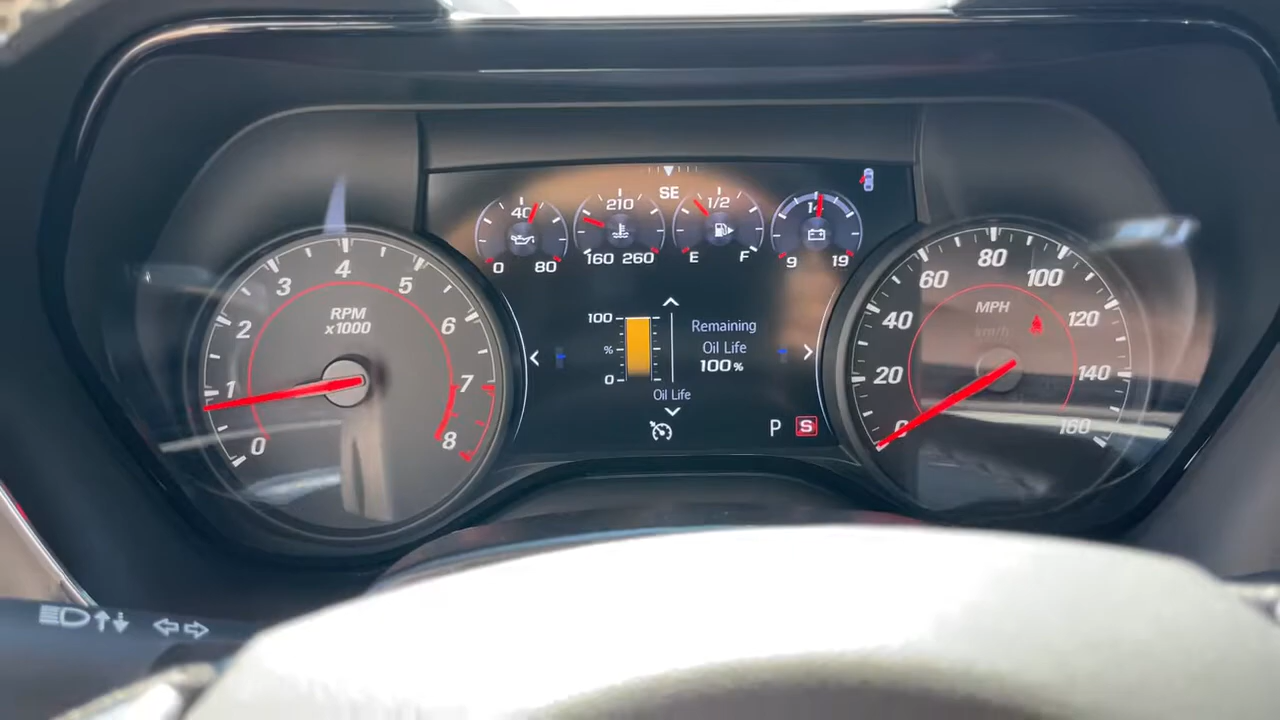 SE
40
0 80
210
160 260
1/2
E F
14
9 19
0 1 2 3 4 5 6 7 8
RPM
x1000
100
%
0
Remaining
Oil Life
100%
Oil Life
P S
0 20 40 60 80 100 120 140 160
MPH
km/h